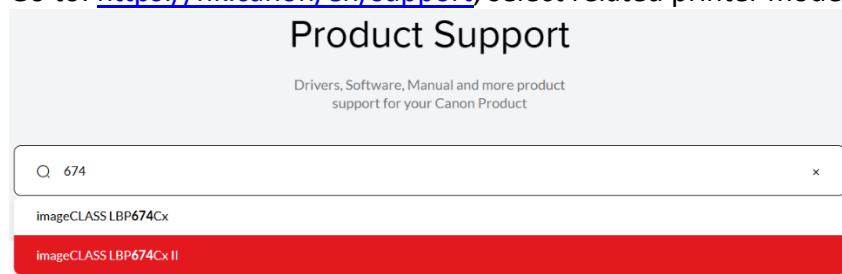 Product Support
Drivers, Software, Manual and more product
support for your Canon Product
674 ×
imageCLASS LBP674Cx
imageCLASS LBP674Cx II